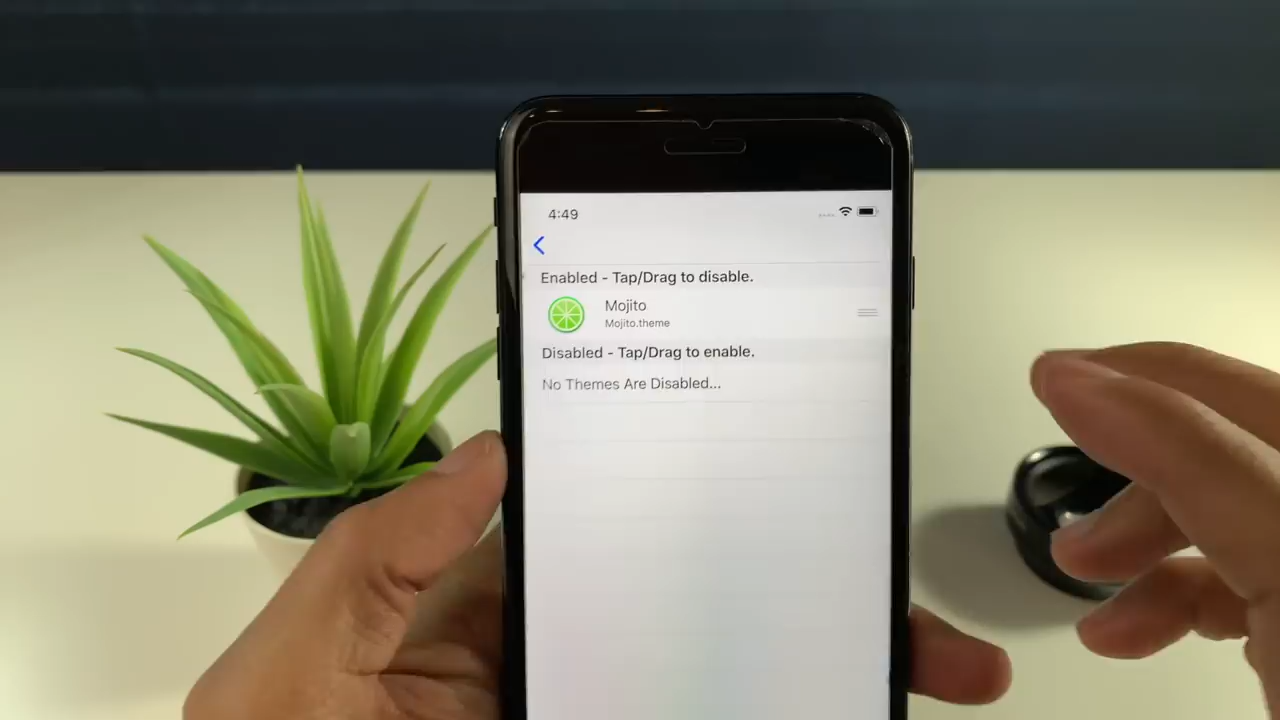 4:49
Enabled - Tap/Drag to disable.
Mojito
Mojito.theme
Disabled - Tap/Drag to enable.
No Themes Are Disabled...